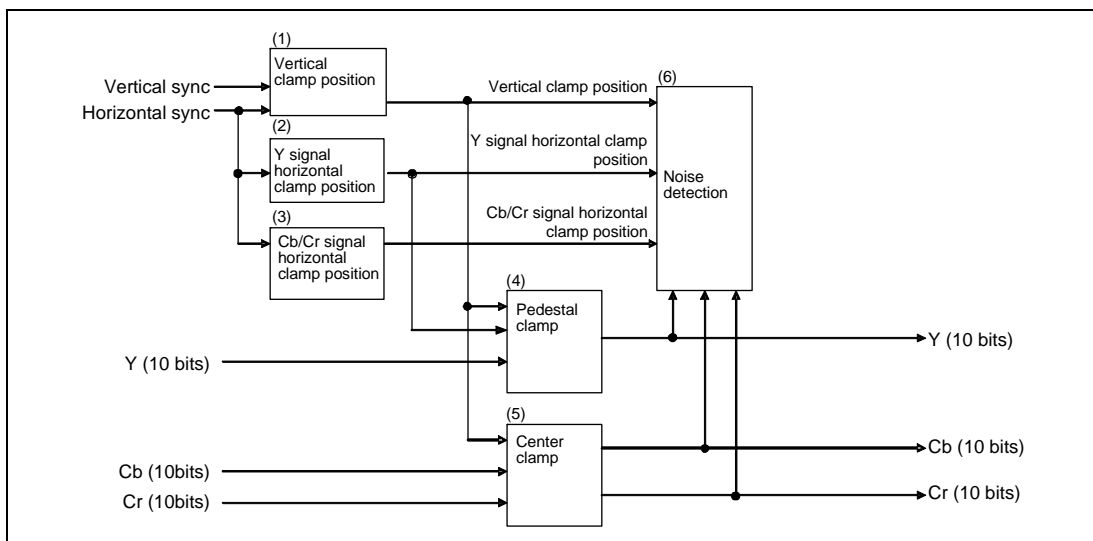 (1)
Vertical
clamp position
Vertical sync
Horizontal sync
(2)
Y signal
horizontal
clamp position
(3)
Cb/Cr signal
horizontal
clamp position
Vertical clamp position
Y signal horizontal clamp
position
Cb/Cr signal horizontal
clamp position
(6)
Noise
detection
(4)
Pedestal
clamp
Y (10 bits)
Y (10 bits)
(5)
Center
clamp
Cb (10bits)
Cr (10bits)
Cb (10 bits)
Cr (10 bits)